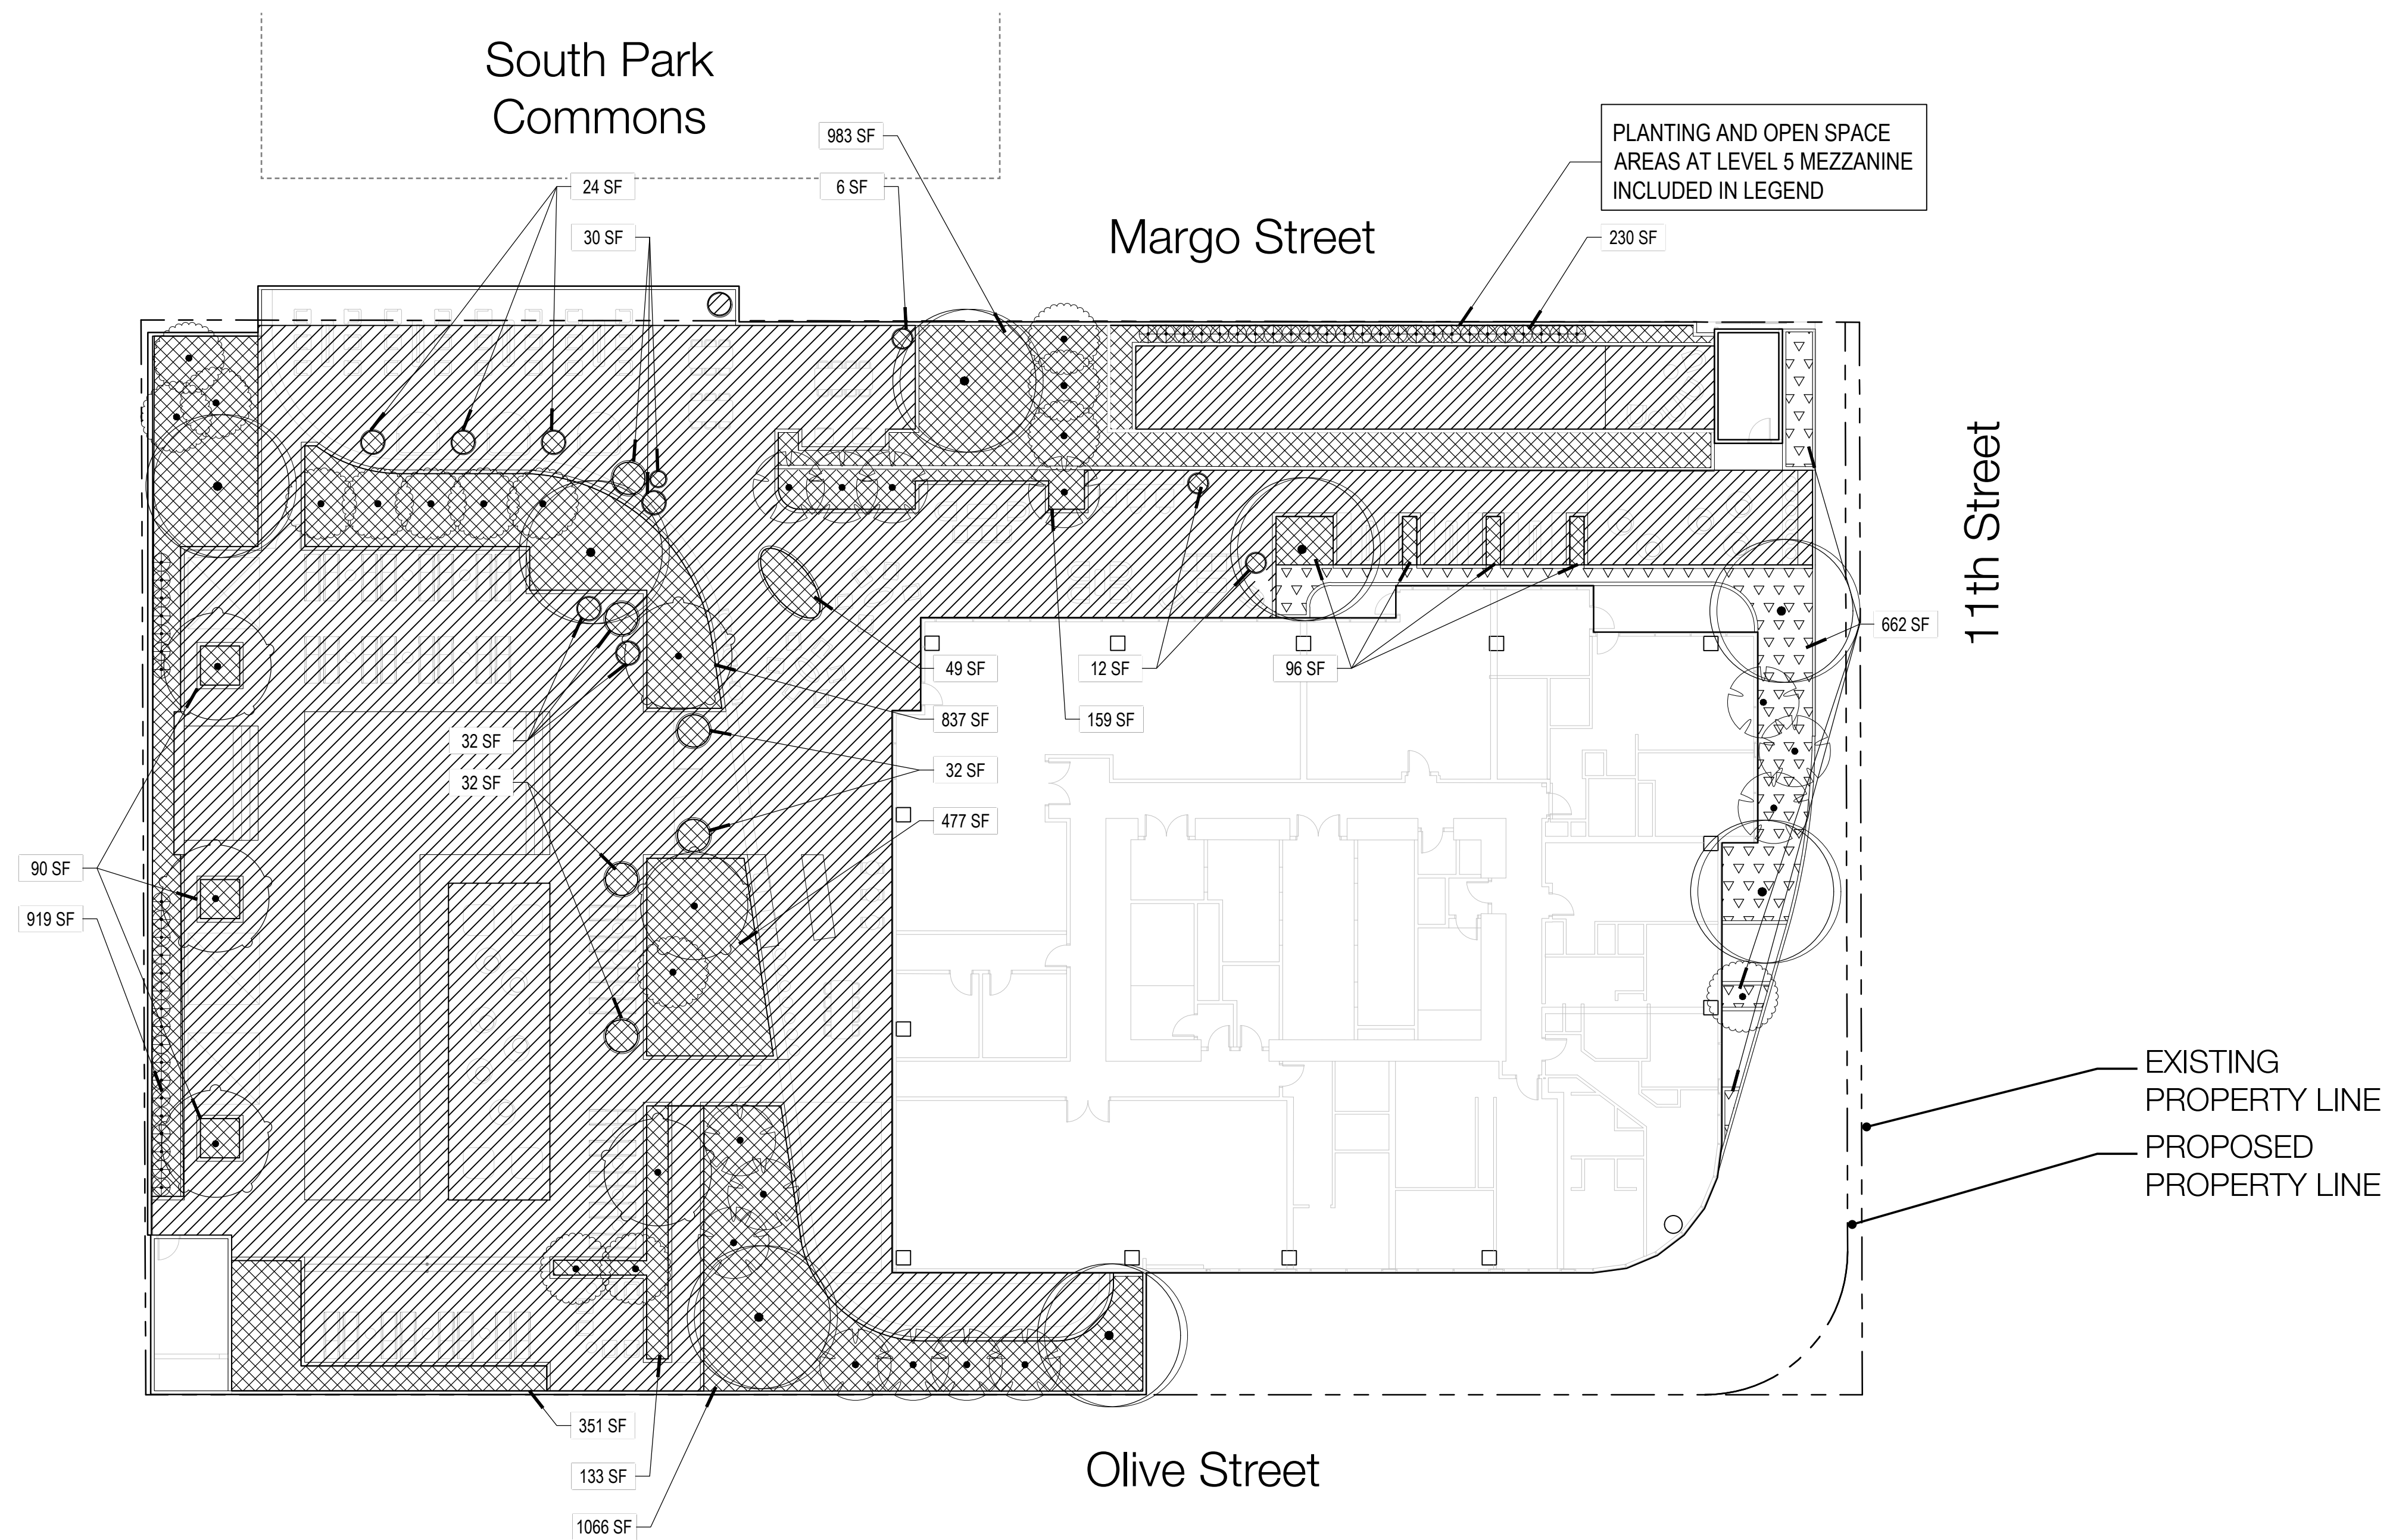 South Park
Commons
983 SF
6 SF
24 SF
30 SF
Margo Street
PLANTING AND OPEN SPACE
AREAS AT LEVEL 5 MEZZANINE
INCLUDED IN LEGEND
230 SF
11th Street
662 SF
49 SF
12 SF
96 SF
837 SF
159 SF
32 SF
32 SF
32 SF
477 SF
90 SF
919 SF
EXISTING
PROPERTY LINE
PROPOSED
PROPERTY LINE
351 SF
133 SF
1066 SF
Olive Street